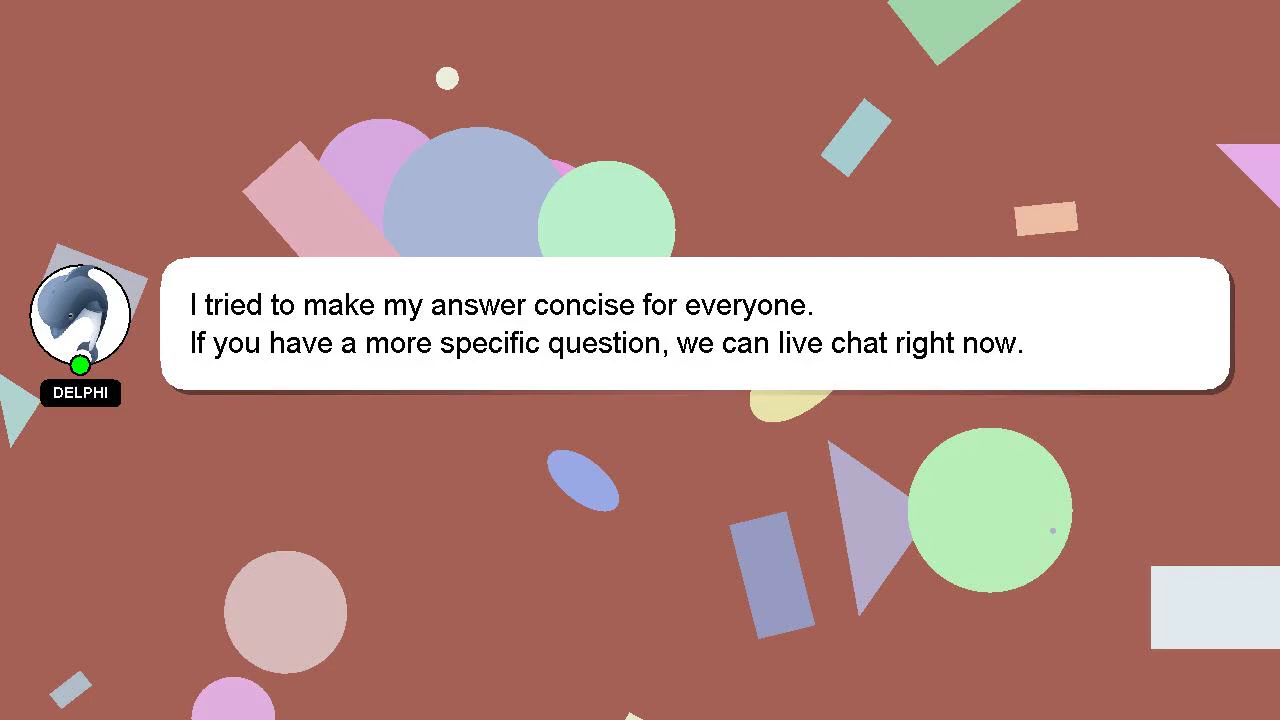 I tried to make my answer concise for everyone.
If you have a more specific question, we can live chat right now.
DELPHI